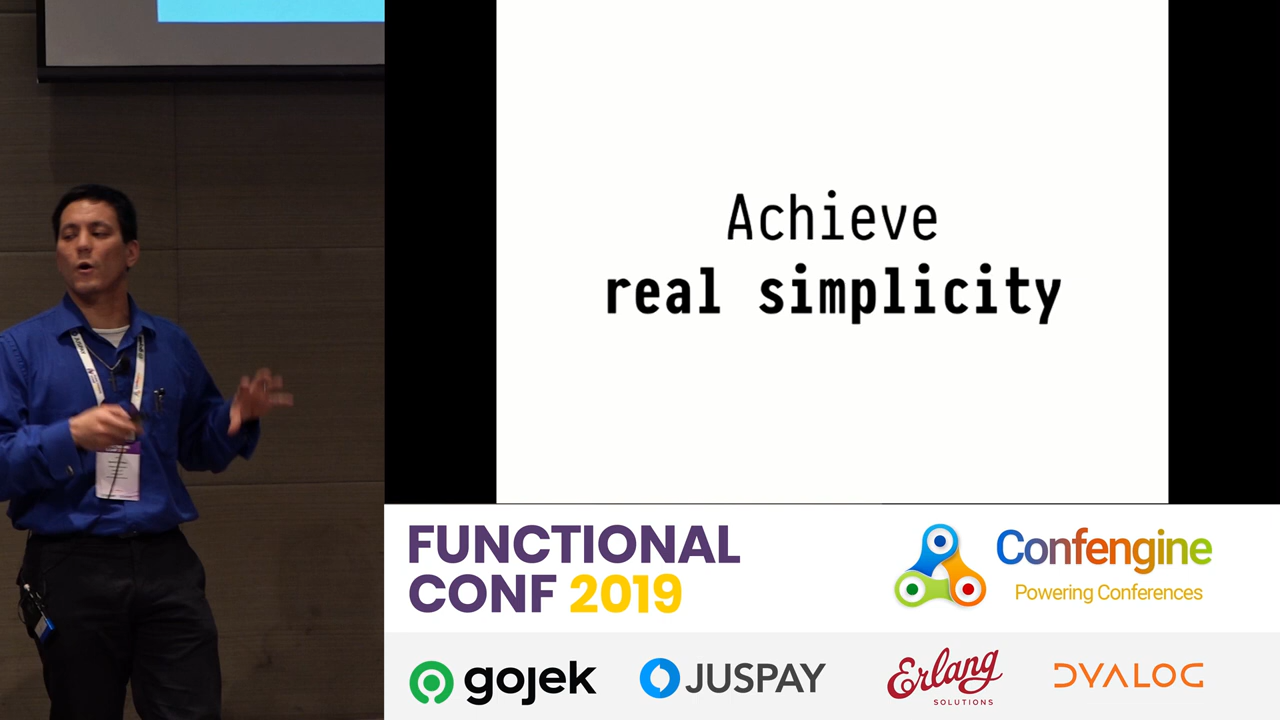 Achieve
real simplicity
FUNCTIONAL
CONF 2019
Confengine
Powering Conferences
gojek
JUSPAY
Erlang
SOLUTIONS
DYALOG